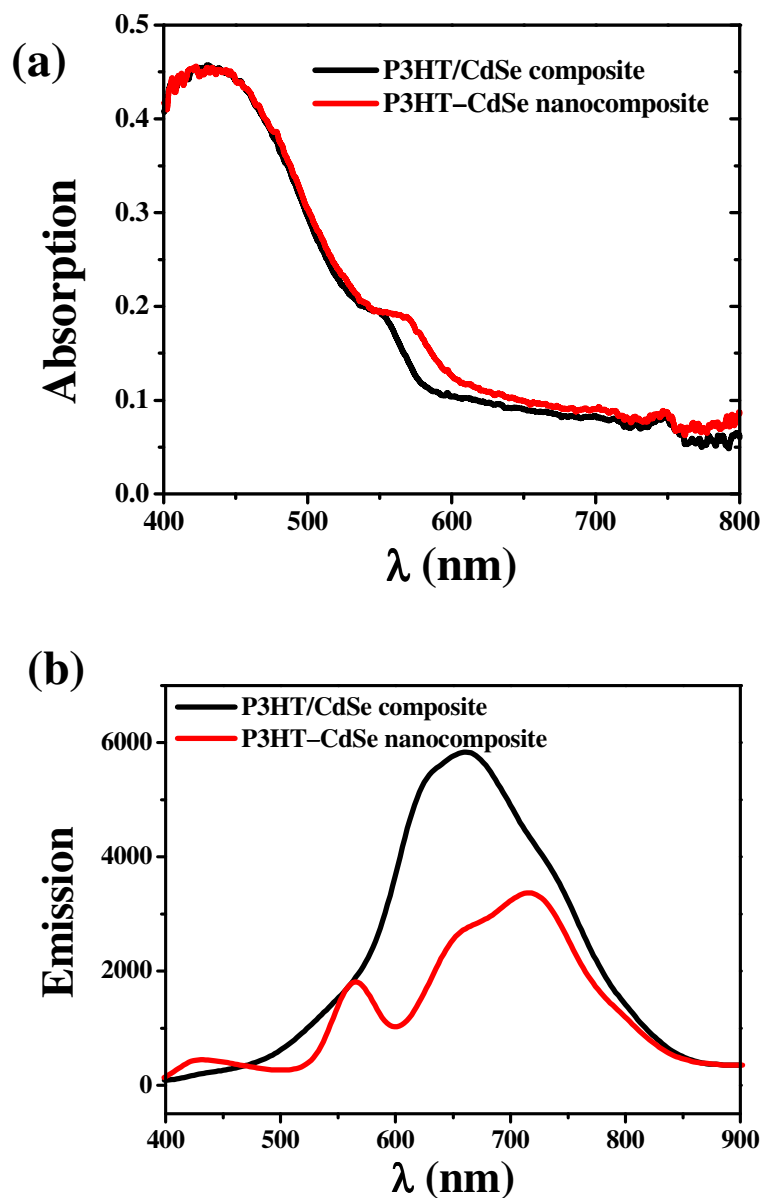 (a)
0.5
0.4
0.3
0.2
0.1
0.0
Absorption
P3HT/CdSe composite
P3HT–CdSe nanocomposite
400 500 600 700 800
λ (nm)
(b)
6000
4000
2000
0
Emission
P3HT/CdSe composite
P3HT–CdSe nanocomposite
400 500 600 700 800 900
λ (nm)